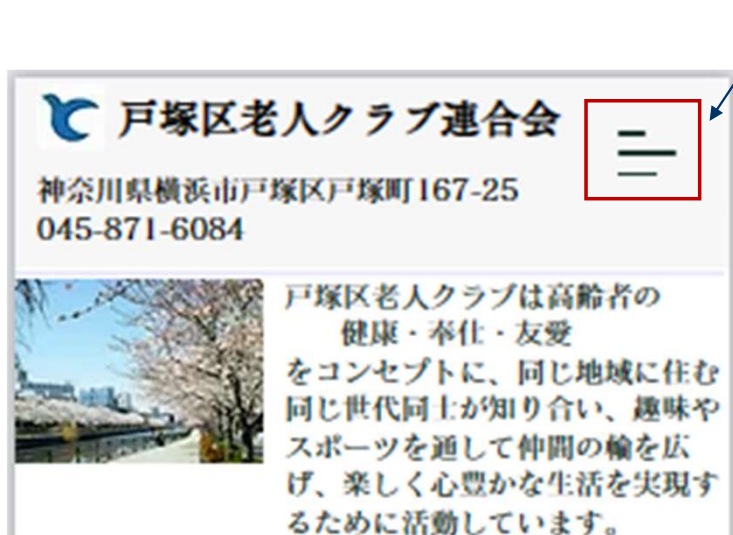 戸塚区老人クラブ連合会
神奈川県横浜市戸塚区戸塚町167-25
045-871-6084
戸塚区老人クラブは高齢者の
健康・奉仕・友愛
をコンセプトに、同じ地域に住む
同じ世代同士が知り合い、趣味や
スポーツを通して仲間の輪を広
げ、楽しく心豊かな生活を実現す
るために活動しています。